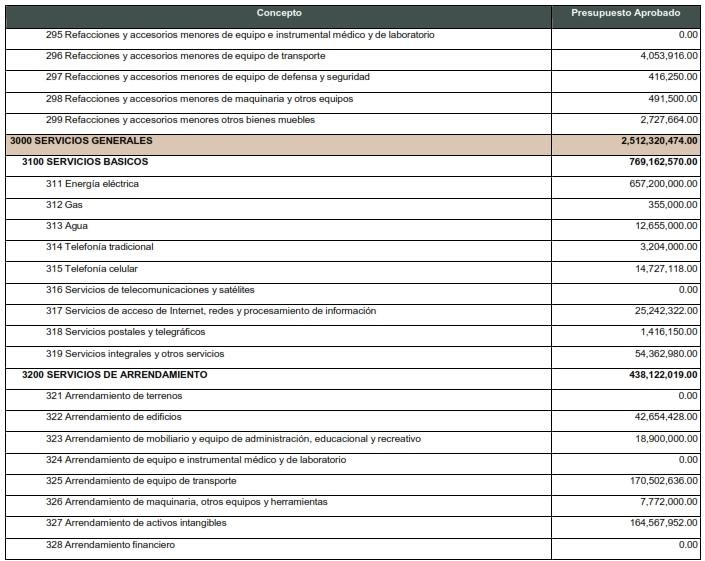 Concepto Presupuesto Aprobado
295 Refacciones y accesorios menores de equipo e instrumental médico y de laboratorio 0.00
296 Refacciones y accesorios menores de equipo de transporte 4,053,916.00
297 Refacciones y accesorios menores de equipo de defensa y seguridad 416,250.00
298 Refacciones y accesorios menores de maquinaria y otros equipos 491,500.00
299 Refacciones y accesorios menores otros bienes muebles 2,727,664.00
3000 SERVICIOS GENERALES 2,512,320,474.00
3100 SERVICIOS BASICOS 769,162,570.00
311 Energía eléctrica 657,200,000.00
312 Gas 355,000.00
313 Agua 12,655,000.00
314 Telefonía tradicional 3,204,000.00
315 Telefonía celular 14,727,118.00
316 Servicios de telecomunicaciones y satélites 0.00
317 Servicios de acceso de Internet, redes y procesamiento de información 25,242,322.00
318 Servicios postales y telegráficos 1,416,150.00
319 Servicios integrales y otros servicios 54,362,980.00
3200 SERVICIOS DE ARRENDAMIENTO 438,122,019.00
321 Arrendamiento de terrenos 0.00
322 Arrendamiento de edificios 42,654,428.00
323 Arrendamiento de mobiliario y equipo de administración, educacional y recreativo 18,900,000.00
324 Arrendamiento de equipo e instrumental médico y de laboratorio 0.00
325 Arrendamiento de equipo de transporte 170,502,636.00
326 Arrendamiento de maquinaria, otros equipos y herramientas 7,772,000.00
327 Arrendamiento de activos intangibles 164,567,952.00
328 Arrendamiento financiero 0.00